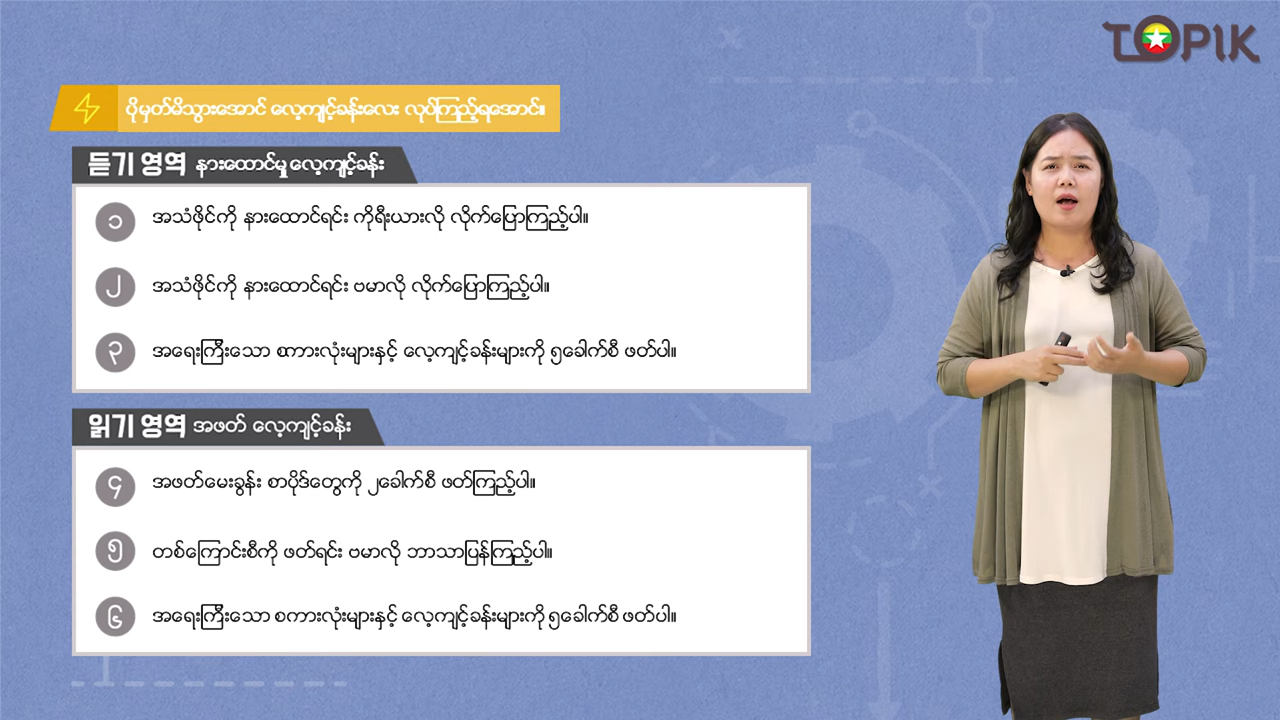 TOPIK
ပိုမှတ်မိသွားအောင် လေ့ကျင့်ခန်းလေး လုပ်ကြည့်ရအောင်။
듣기 영역 နားထောင်မှု လေ့ကျင့်ခန်း
၁ အသံဖိုင်ကို နားထောင်ရင်း ကိုရီးယားလို လိုက်ပြောကြည့်ပါ။
၂ အသံဖိုင်ကို နားထောင်ရင်း ဗမာလို လိုက်ပြောကြည့်ပါ။
၃ အရေးကြီးသော စကားလုံးများနှင့် လေ့ကျင့်ခန်းများကို ၅ခေါက်စီ ဖတ်ပါ။
읽기 영역 အဖတ် လေ့ကျင့်ခန်း
၄ အဖတ်မေးခွန်း စာပိုဒ်တွေကို ၂ခေါက်စီ ဖတ်ကြည့်ပါ။
၅ တစ်ကြောင်းစီကို ဖတ်ရင်း ဗမာလို ဘာသာပြန်ကြည့်ပါ။
၆ အရေးကြီးသော စကားလုံးများနှင့် လေ့ကျင့်ခန်းများကို ၅ခေါက်စီ ဖတ်ပါ။